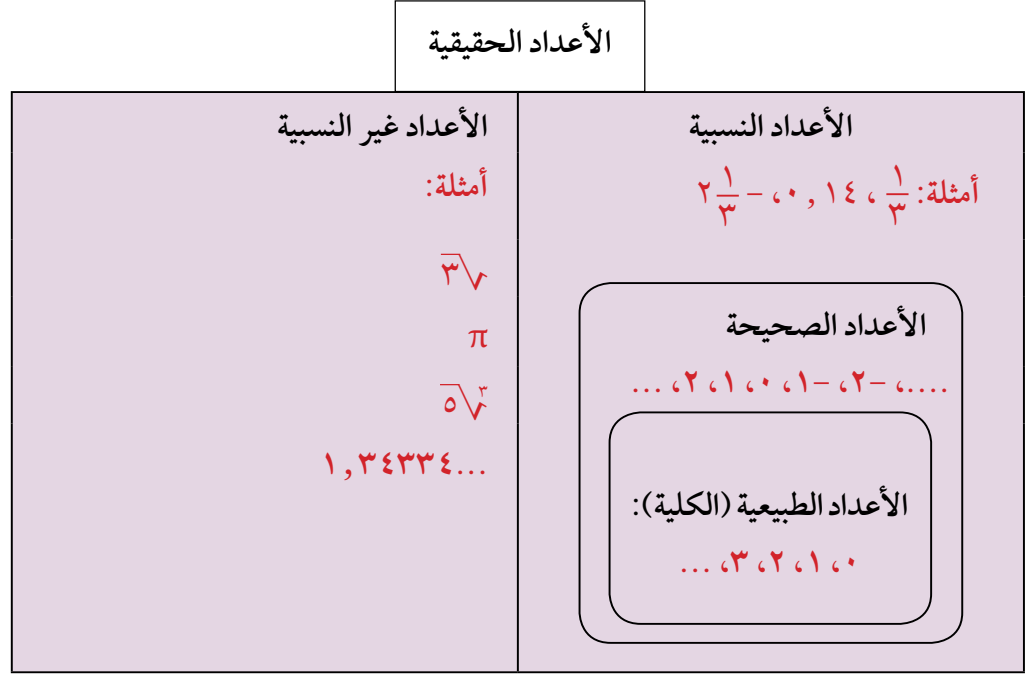 الأعداد الحقيقية
الأعداد النسبية
أمثلة: ١/٣ ، ١٤ , ٠، – ٢ ١/٣
الأعداد الصحيحة
....، –٢، –١، ٠، ١، ٢، ...
الأعداد الطبيعية (الكلية):
٠، ١، ٢، ٣، ...
الأعداد غير النسبية
أمثلة:
√٣
π
∛٥
١,٣٤٣٣٤...